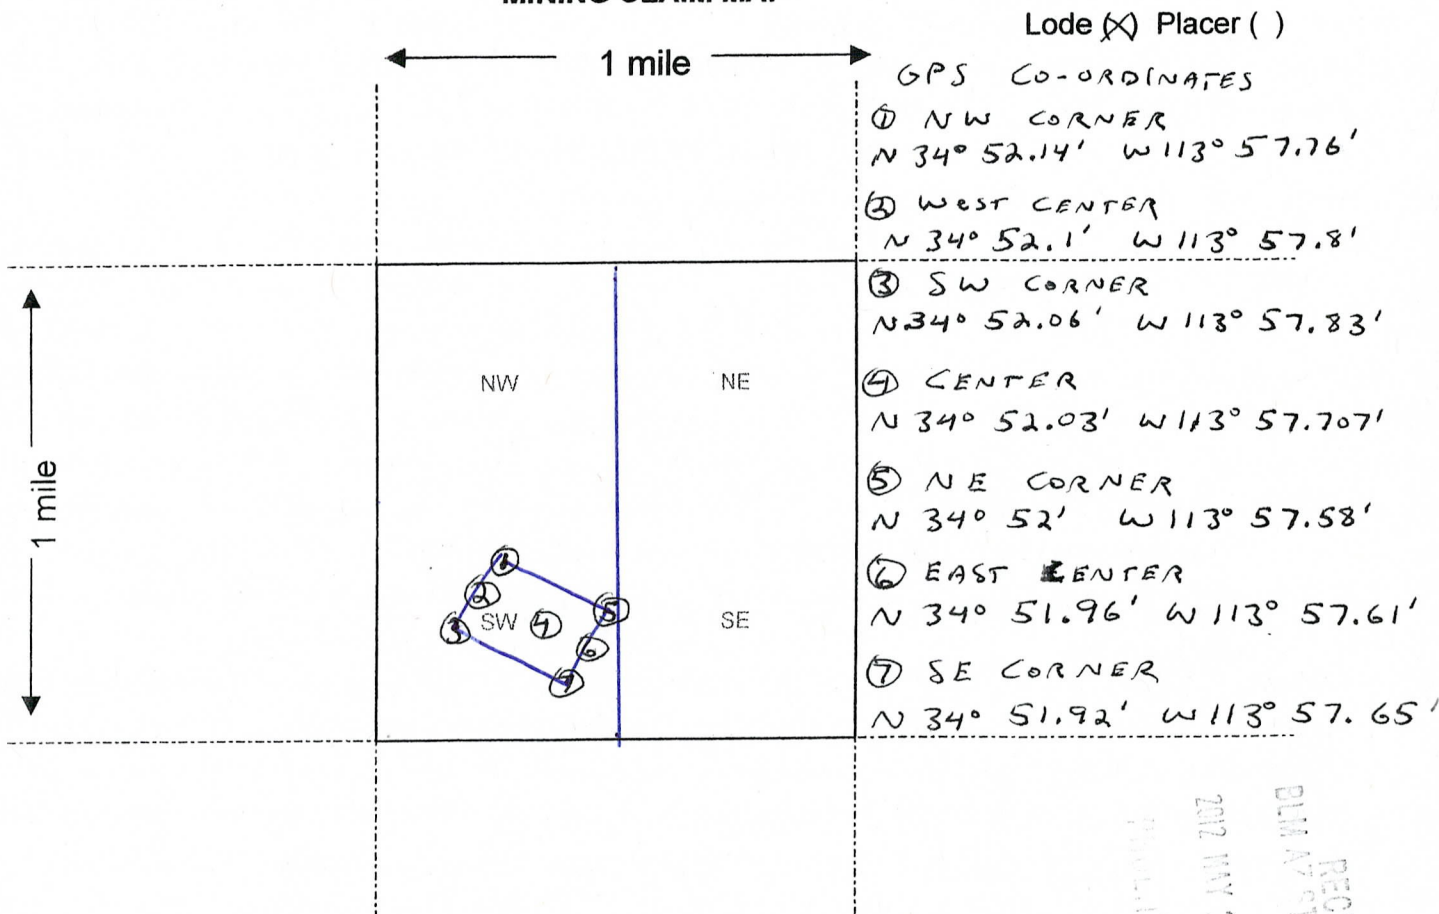 Lode (X) Placer ( )
1 mile
GPS CO-ORDINATES
① NW CORNER
N 34° 52.14' W 113° 57.76'
② WEST CENTER
N 34° 52.1' W 113° 57.8'
③ SW CORNER
N 34° 52.06' W 113° 57.83'
④ CENTER
N 34° 52.03' W 113° 57.707'
⑤ NE CORNER
N 34° 52' W 113° 57.58'
⑥ EAST CENTER
N 34° 51.96' W 113° 57.61'
⑦ SE CORNER
N 34° 51.92' W 113° 57.65'
1 mile
NW
NE
①
②
③
SW
④
⑤
⑥
⑦
SE
2012 MAY
BLM AZ ST
REC